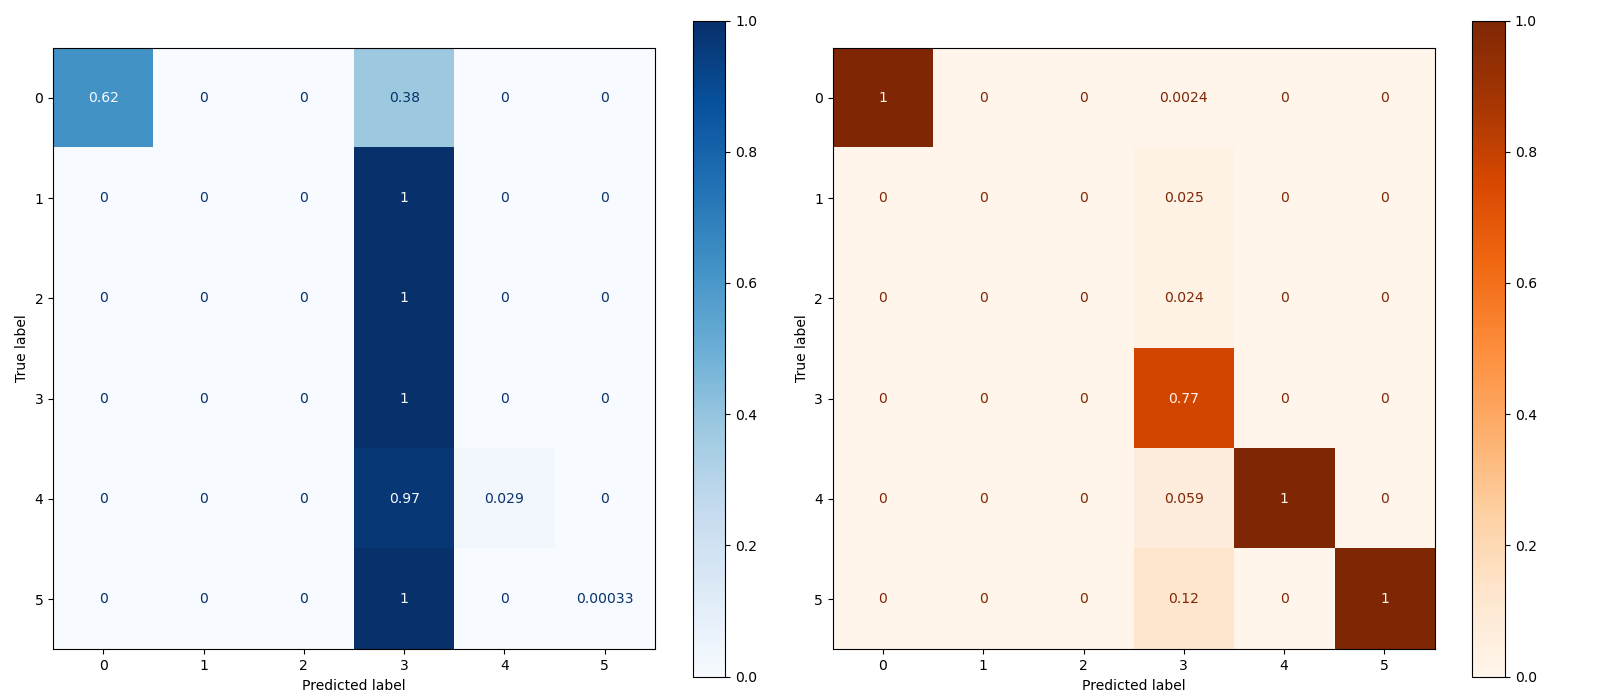 0 0.62 0 0 0.38 0 0
1 0 0 0 1 0 0
2 0 0 0 1 0 0
3 0 0 0 1 0 0
4 0 0 0 0.97 0.029 0
5 0 0 0 1 0 0.00033
0 1 2 3 4 5
True label
Predicted label
1.0
0.8
0.6
0.4
0.2
0.0
0 1 0 0 0.0024 0 0
1 0 0 0 0.025 0 0
2 0 0 0 0.024 0 0
3 0 0 0 0.77 0 0
4 0 0 0 0.059 1 0
5 0 0 0 0.12 0 1
0 1 2 3 4 5
True label
Predicted label
1.0
0.8
0.6
0.4
0.2
0.0